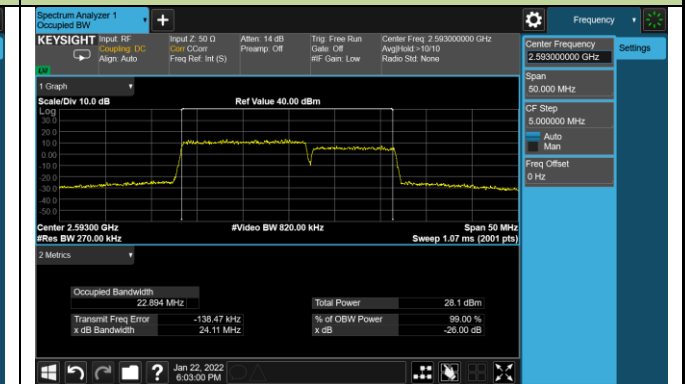 Spectrum Analyzer 1
Occupied BW
Frequency
KEYSIGHT
Input: RF
Coupling: DC
Align: Auto
Input Z: 50 Ω
Corr CCorr
Freq Ref: Int (S)
Atten: 14 dB
Preamp: Off
Trig: Free Run
Gate: Off
#IF Gain: Low
Center Freq: 2.593000000 GHz
Avg|Hold:>10/10
Radio Std: None
Center Frequency
2.593000000 GHz
Settings
Span
50.000 MHz
CF Step
5.000000 MHz
Auto
Man
Freq Offset
0 Hz
1 Graph
Scale/Div 10.0 dB
Ref Value 40.00 dBm
Log
30.0
20.0
10.0
0.00
-10.0
-20.0
-30.0
-40.0
-50.0
Center 2.59300 GHz
#Video BW 820.00 kHz
Span 50 MHz
#Res BW 270.00 kHz
Sweep 1.07 ms (2001 pts)
2 Metrics
Occupied Bandwidth
22.894 MHz
Total Power 28.1 dBm
Transmit Freq Error -138.47 kHz
% of OBW Power 99.00 %
x dB Bandwidth 24.11 MHz
x dB -26.00 dB
?
Jan 22, 2022
6:03:00 PM